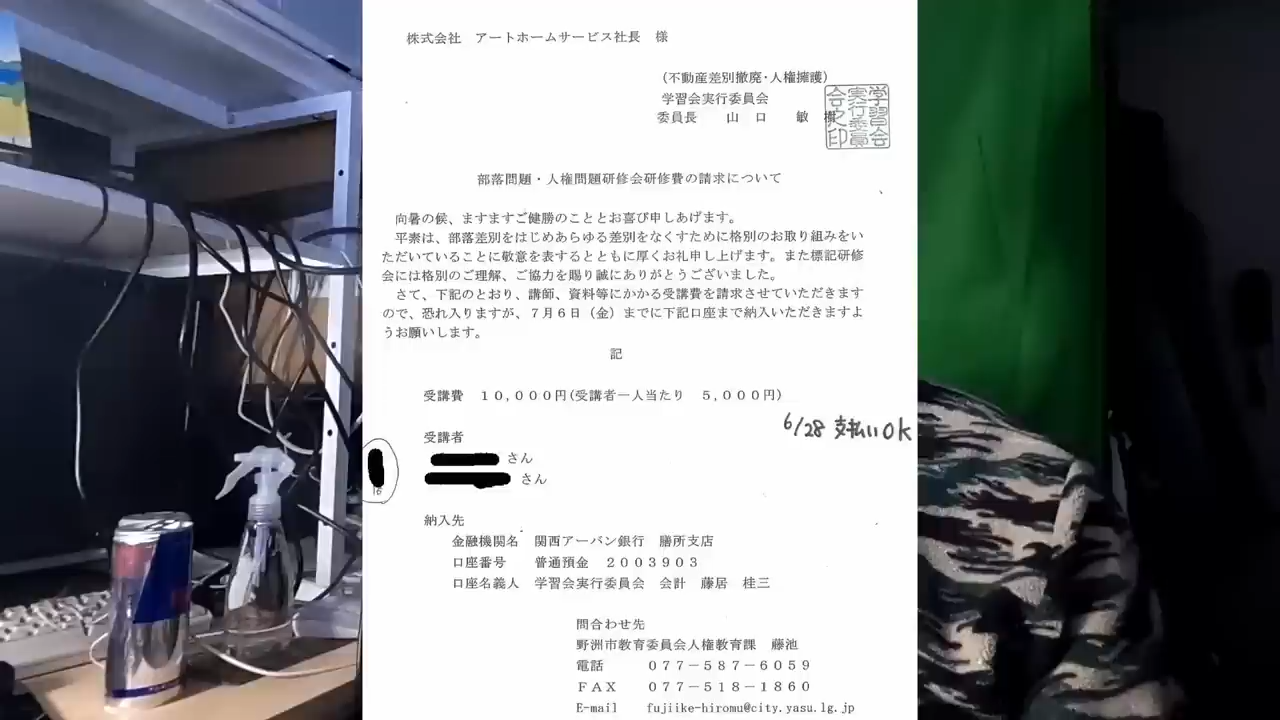 株式会社　アートホームサービス社長　様
(不動産差別撤廃・人権擁護)
学習会実行委員会
委員長　山　口　敏　樹
学習会実行委員会之印
部落問題・人権問題研修会研修費の請求について
向暑の候、ますますご健勝のこととお喜び申しあげます。
平素は、部落差別をはじめあらゆる差別をなくすために格別のお取り組みをい
ただいていることに敬意を表するとともに厚くお礼申し上げます。また標記研修
会には格別のご理解、ご協力を賜り誠にありがとうございました。
さて、下記のとおり、講師、資料等にかかる受講費を請求させていただきます
ので、恐れ入りますが、７月６日（金）までに下記口座まで納入いただきますよ
うお願いします。
記
受講費　１０,０００円(受講者一人当たり　５,０００円)
6/28 支払いOK
受講者
さん
さん
納入先
金融機関名　関西アーバン銀行　膳所支店
口座番号　普通預金　２００３９０３
口座名義人　学習会実行委員会　会計　藤居　桂三
問合わせ先
野洲市教育委員会人権教育課　藤池
電話　０７７－５８７－６０５９
ＦＡＸ　０７７－５１８－１８６０
E-mail　fujiike-hiromu@city.yasu.lg.jp